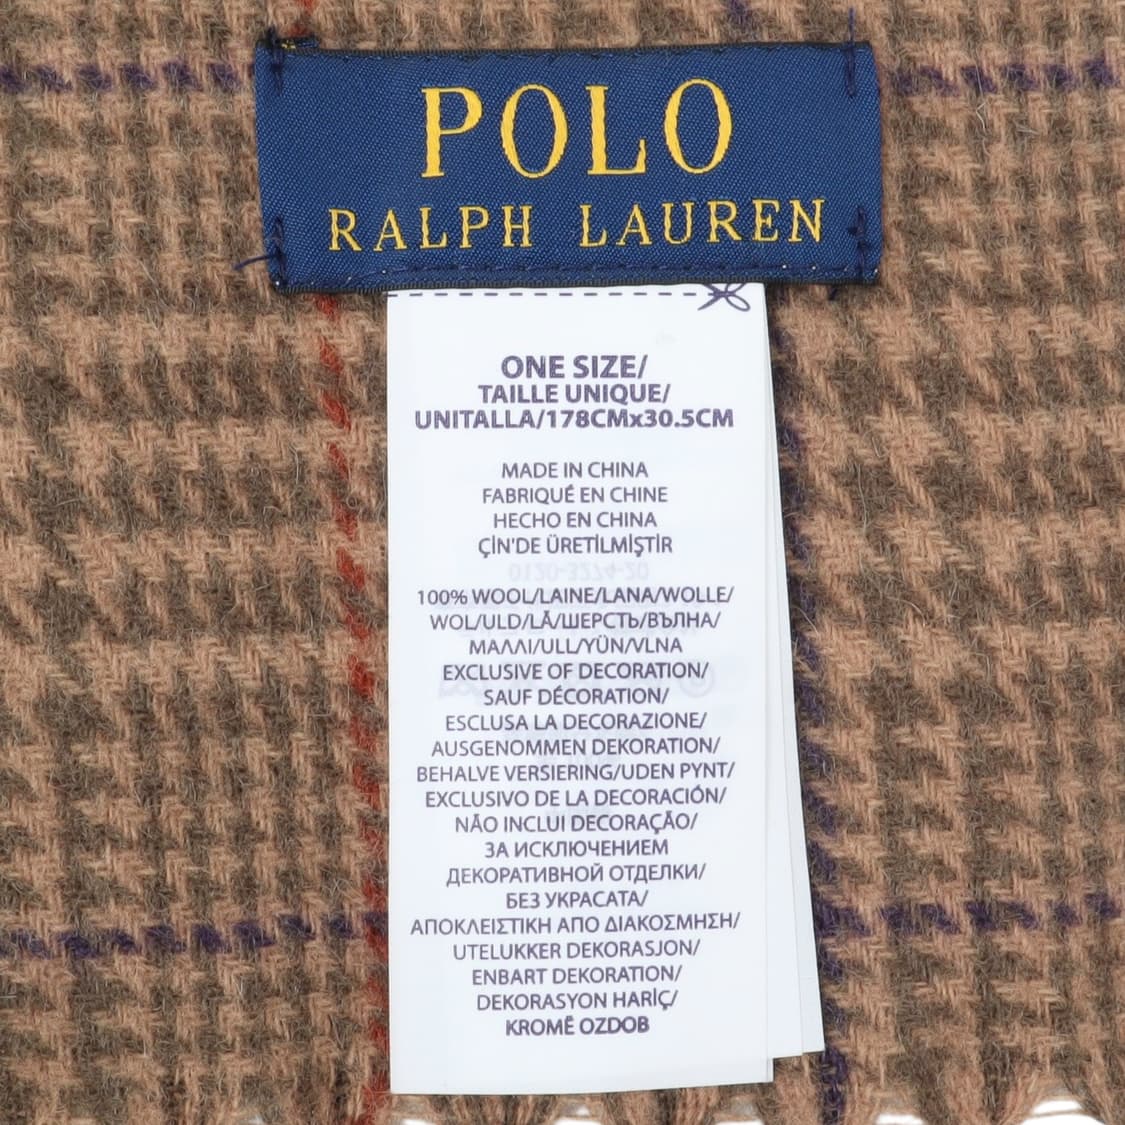 POLO
RALPH LAUREN
ONE SIZE/
TAILLE UNIQUE/
UNITALLA/178CMx30.5CM
MADE IN CHINA
FABRIQUÉ EN CHINE
HECHO EN CHINA
ÇİN'DE ÜRETİLMİŞTİR
100% WOOL/LAINE/LANA/WOLLE/
WOL/ULD/LÃ/ШЕРСТЬ/ВЪЛНА/
ΜΑΛΛΙ/ULL/YÜN/VLNA
EXCLUSIVE OF DECORATION/
SAUF DÉCORATION/
ESCLUSA LA DECORAZIONE/
AUSGENOMMEN DEKORATION/
BEHALVE VERSIERING/UDEN PYNT/
EXCLUSIVO DE LA DECORACIÓN/
NÃO INCLUI DECORAÇÃO/
ЗА ИСКЛЮЧЕНИЕМ
ДЕКОРАТИВНОЙ ОТДЕЛКИ/
БЕЗ УКРАСАТА/
ΑΠΟΚΛΕΙΣΤΙΚΗ ΑΠΟ ΔΙΑΚΟΣΜΗΣΗ/
UTELUKKER DEKORASJON/
ENBART DEKORATION/
DEKORASYON HARİÇ/
KROMĚ OZDOB